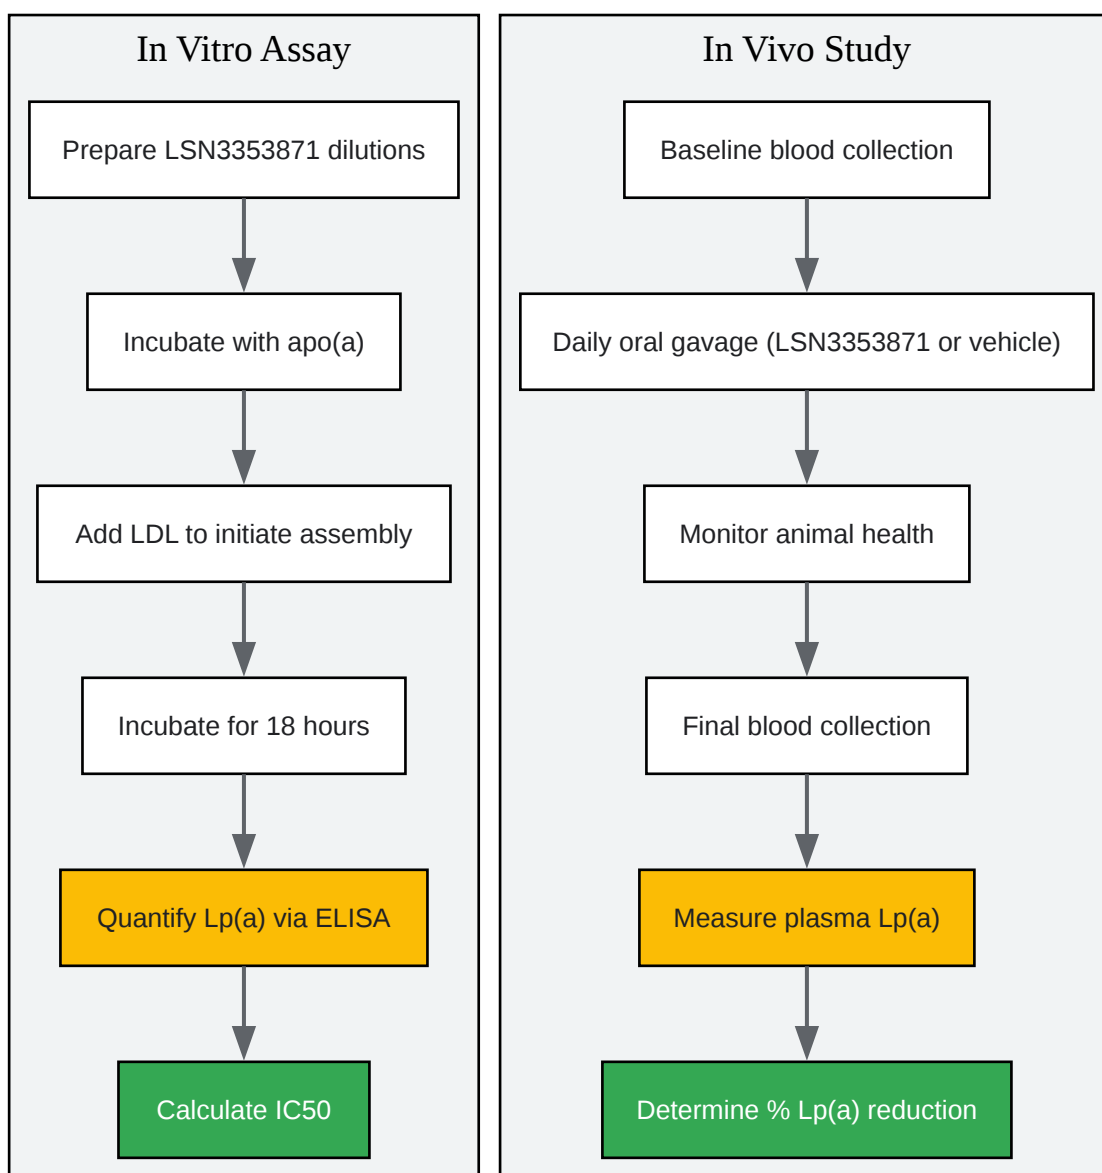 In Vitro Assay
Prepare LSN3353871 dilutions
Incubate with apo(a)
Add LDL to initiate assembly
Incubate for 18 hours
Quantify Lp(a) via ELISA
Calculate IC50
In Vivo Study
Baseline blood collection
Daily oral gavage (LSN3353871 or vehicle)
Monitor animal health
Final blood collection
Measure plasma Lp(a)
Determine % Lp(a) reduction